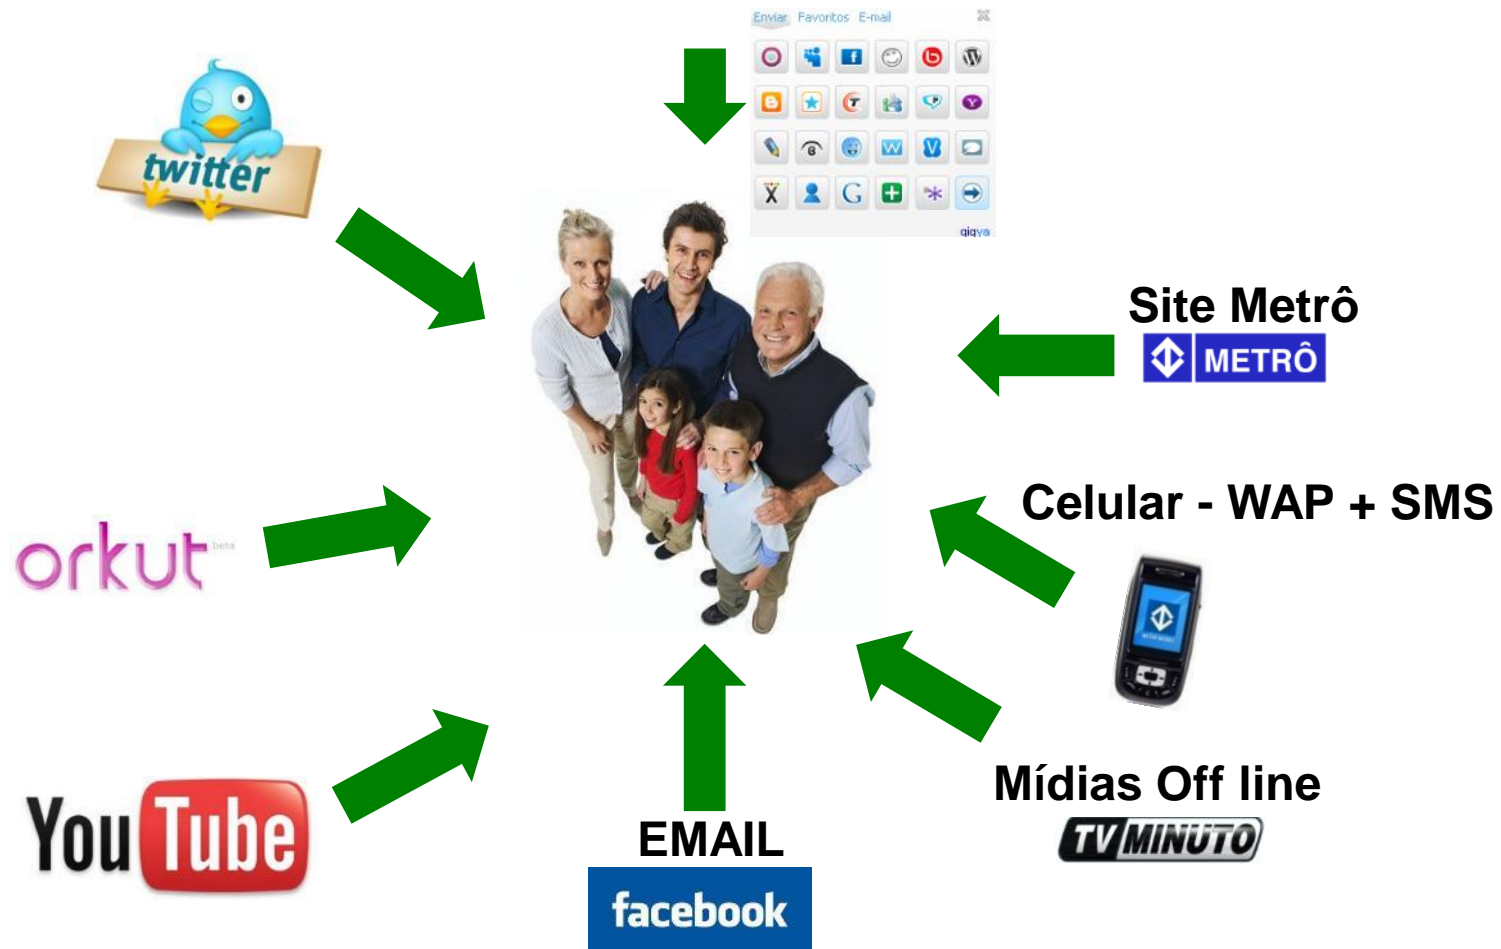 Enviar Favoritos E-mail
gigya
twitter
Site Metrô
METRÔ
Celular - WAP + SMS
orkut beta
Mídias Off line
TV MINUTO
You Tube
EMAIL
facebook